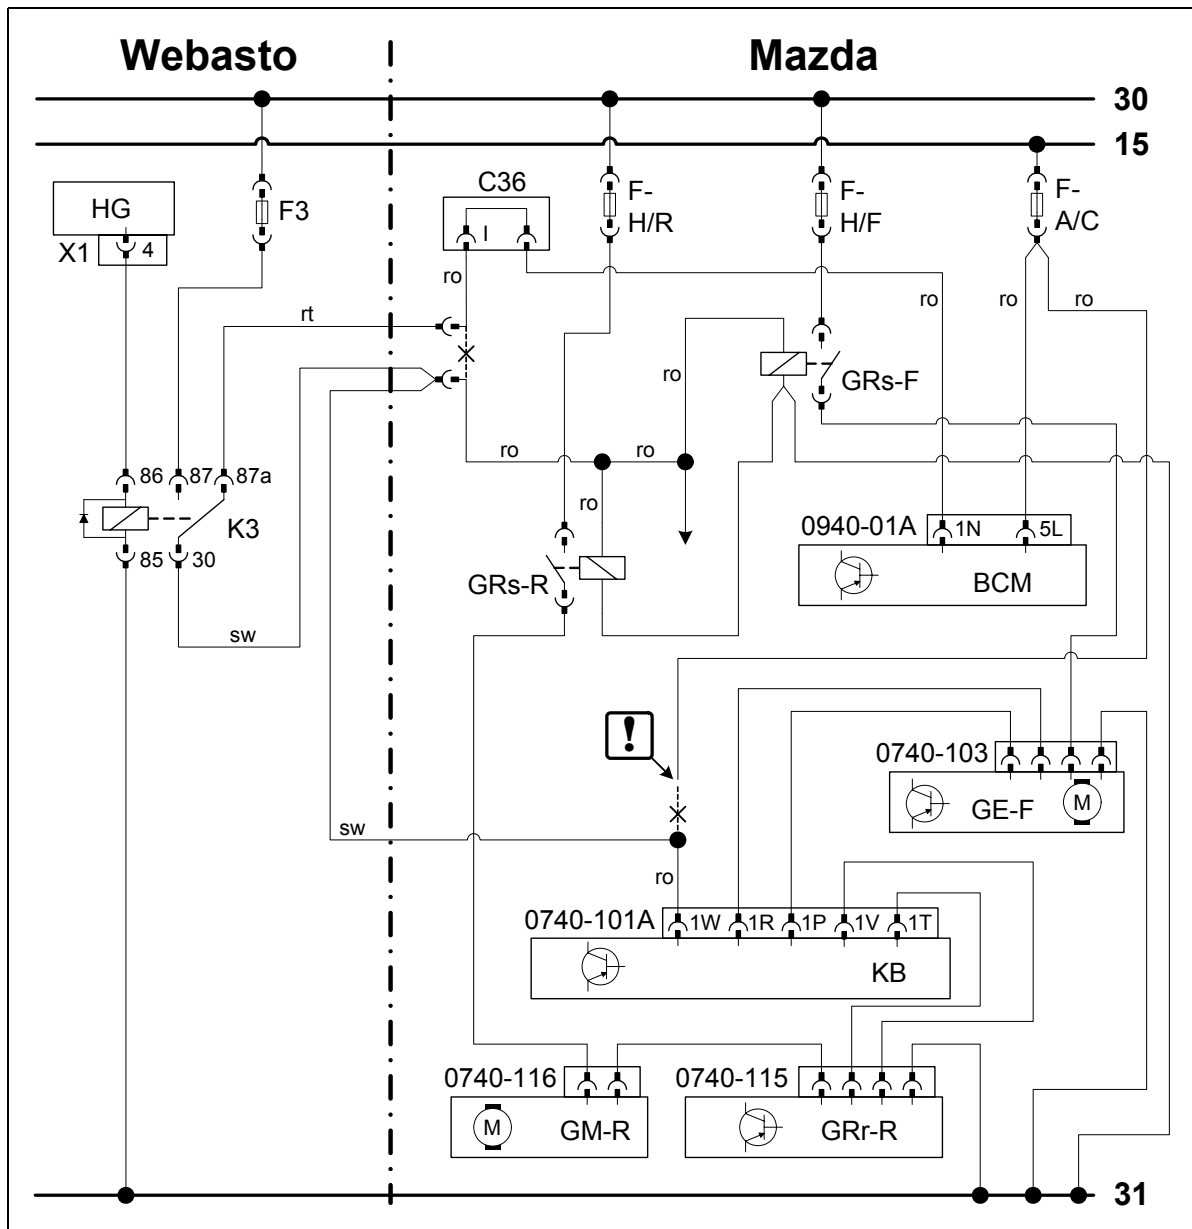 Webasto Mazda
30
15
HG
X1 4
F3
C36
I
F-
H/R
F-
H/F
F-
A/C
ro
ro
ro
ro
rt
ro
GRs-F
ro
ro
ro
86 87 87a
K3
85 30
GRs-R
0940-01A 1N 5L
BCM
sw
!
0740-103
GE-F M
sw
ro
0740-101A 1W 1R 1P 1V 1T
KB
0740-116
M GM-R
0740-115
GRr-R
31